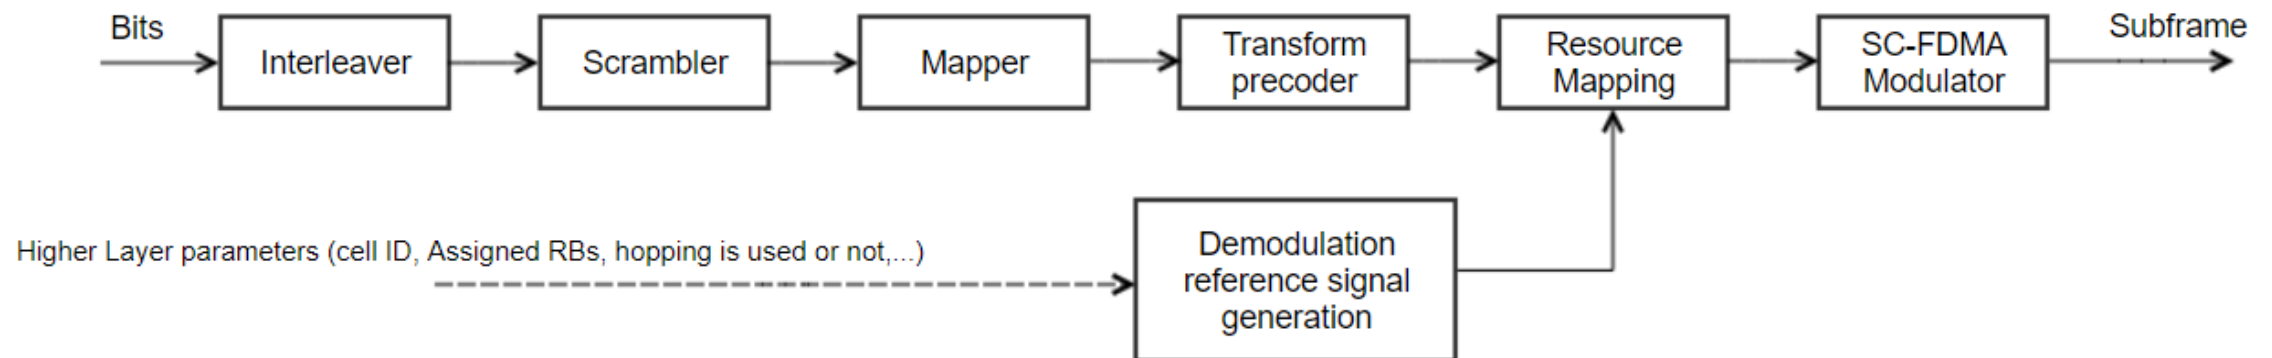 Bits
Interleaver
Scrambler
Mapper
Transform
precoder
Resource
Mapping
SC-FDMA
Modulator
Subframe
Higher Layer parameters (cell ID, Assigned RBs, hopping is used or not,...)
Demodulation
reference signal
generation